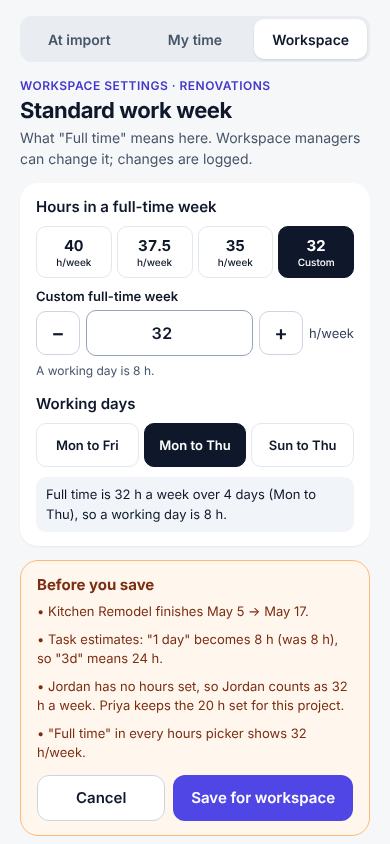 At import
My time
Workspace
WORKSPACE SETTINGS · RENOVATIONS
Standard work week
What "Full time" means here. Workspace managers
can change it; changes are logged.
Hours in a full-time week
40
h/week
37.5
h/week
35
h/week
32
Custom
Custom full-time week
−
32
+
h/week
A working day is 8 h.
Working days
Mon to Fri
Mon to Thu
Sun to Thu
Full time is 32 h a week over 4 days (Mon to
Thu), so a working day is 8 h.
Before you save
• Kitchen Remodel finishes May 5 → May 17.
• Task estimates: "1 day" becomes 8 h (was 8 h),
so "3d" means 24 h.
• Jordan has no hours set, so Jordan counts as 32
h a week. Priya keeps the 20 h set for this project.
• "Full time" in every hours picker shows 32
h/week.
Cancel
Save for workspace